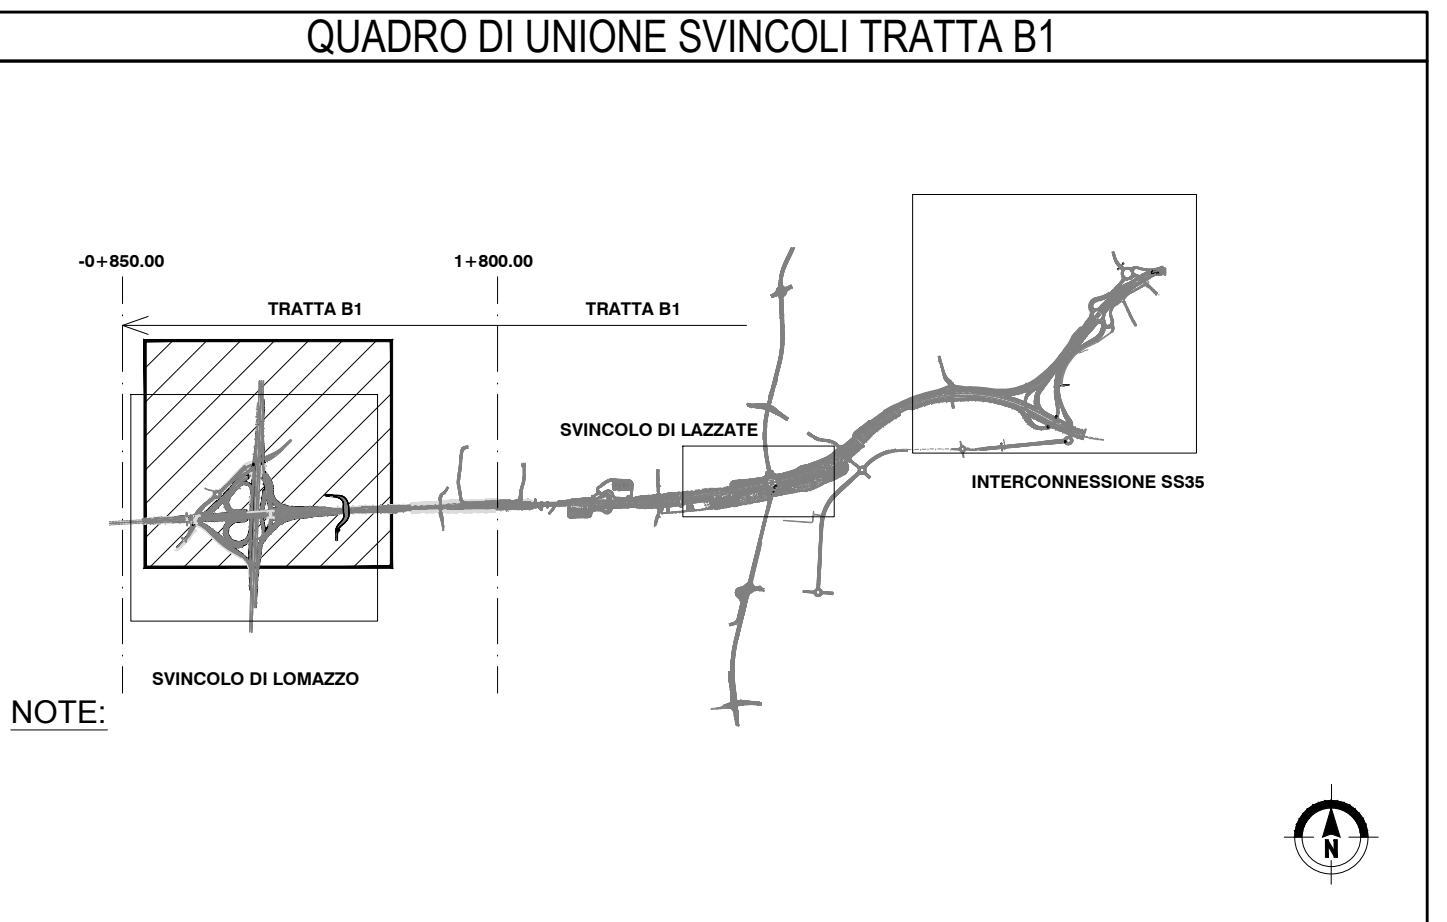 QUADRO DI UNIONE SVINCOLI TRATTA B1
-0+850.00
1+800.00
TRATTA B1
TRATTA B1
SVINCOLO DI LAZZATE
INTERCONNESSIONE SS35
SVINCOLO DI LOMAZZO
NOTE:
N